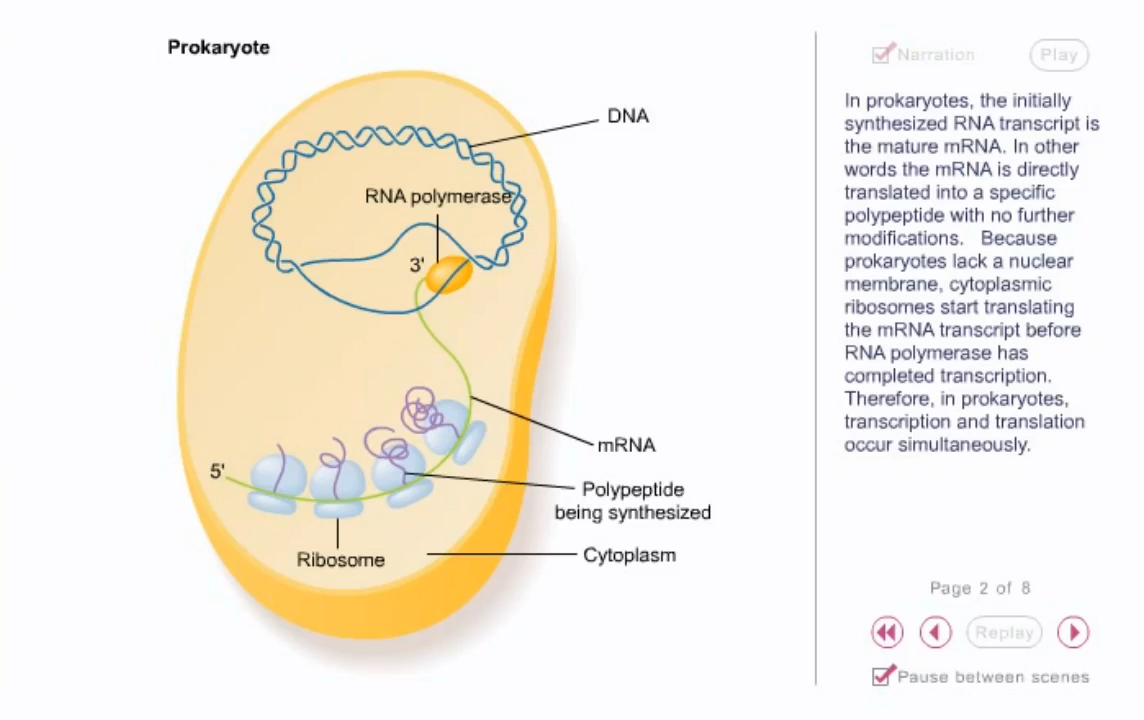 Prokaryote
DNA
RNA polymerase
3'
mRNA
5'
Polypeptide
being synthesized
Ribosome
Cytoplasm
Narration
Play
In prokaryotes, the initially
synthesized RNA transcript is
the mature mRNA. In other
words the mRNA is directly
translated into a specific
polypeptide with no further
modifications. Because
prokaryotes lack a nuclear
membrane, cytoplasmic
ribosomes start translating
the mRNA transcript before
RNA polymerase has
completed transcription.
Therefore, in prokaryotes,
transcription and translation
occur simultaneously.
Page 2 of 8
Replay
Pause between scenes